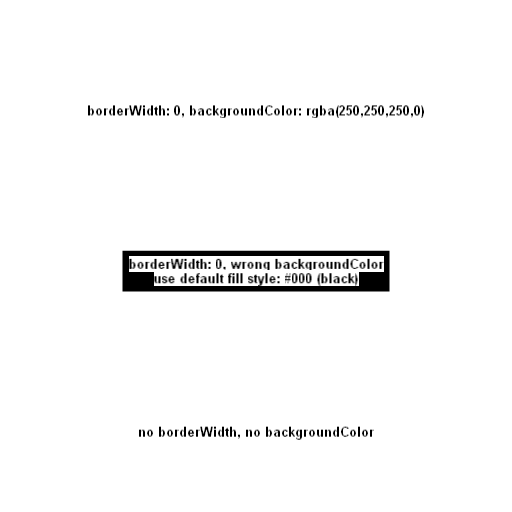 borderWidth: 0, backgroundColor: rgba(250,250,250,0)
borderWidth: 0, wrong backgroundColor
use default fill style: #000 (black)
no borderWidth, no backgroundColor